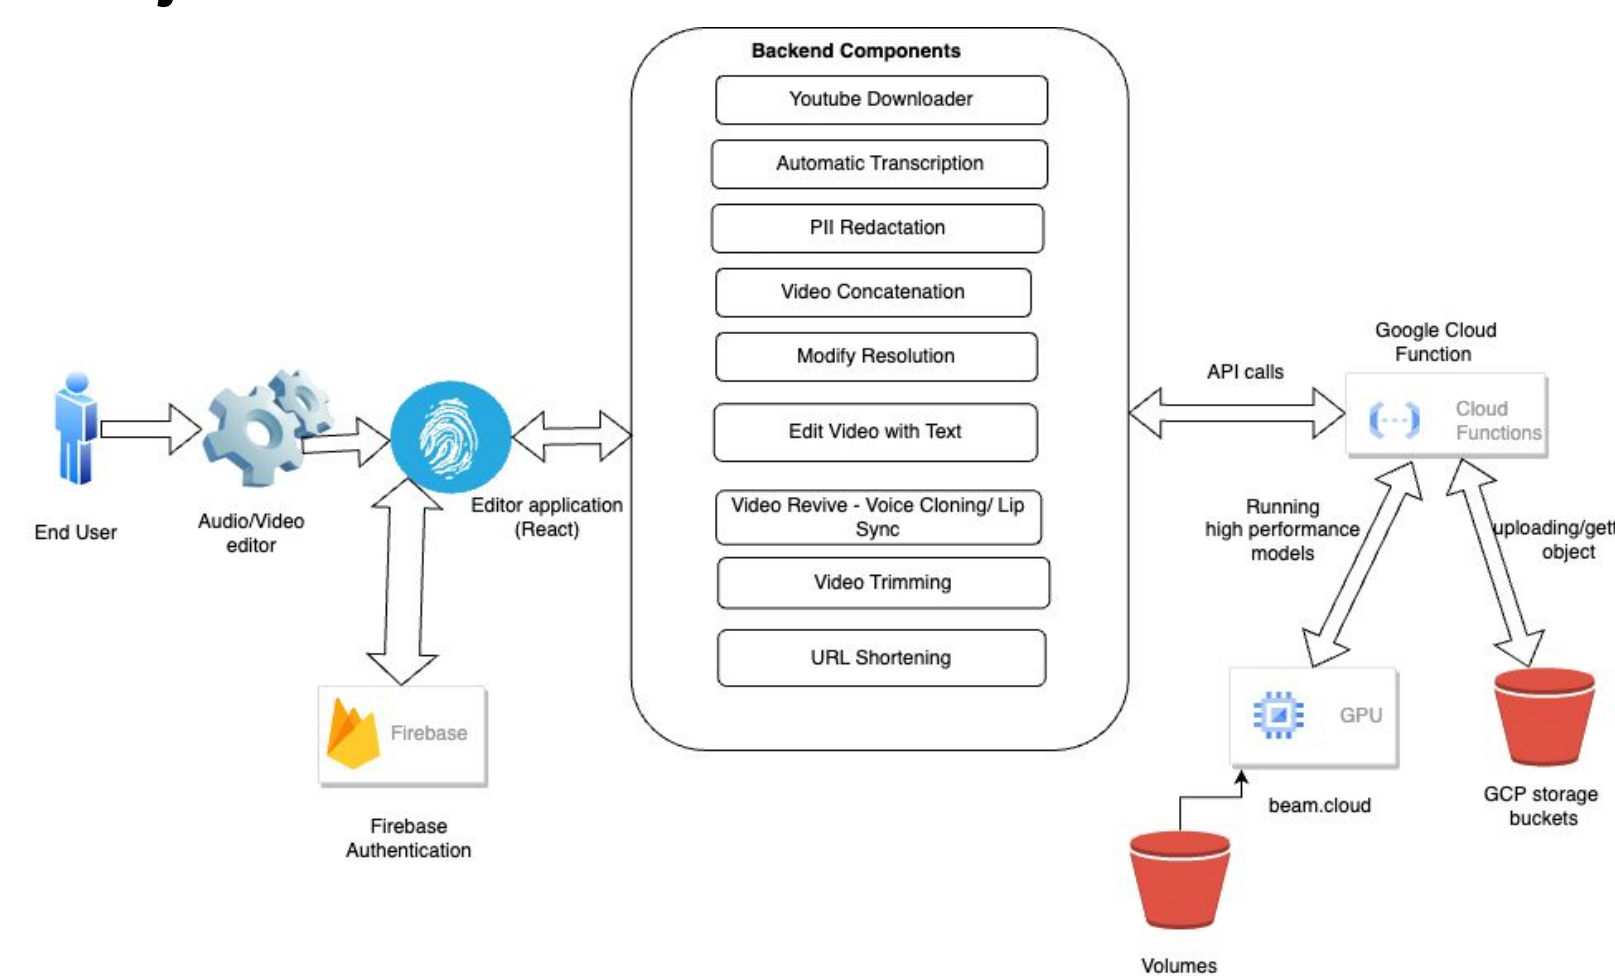 Backend Components
Youtube Downloader
Automatic Transcription
PII Redactation
Video Concatenation
Modify Resolution
Edit Video with Text
Video Revive - Voice Cloning/ Lip
Sync
Video Trimming
URL Shortening
End User
Audio/Video
editor
Editor application
(React)
Firebase
Firebase
Authentication
API calls
Google Cloud
Function
Cloud
Functions
Running
high performance
models
uploading/gett
object
GPU
beam.cloud
GCP storage
buckets
Volumes